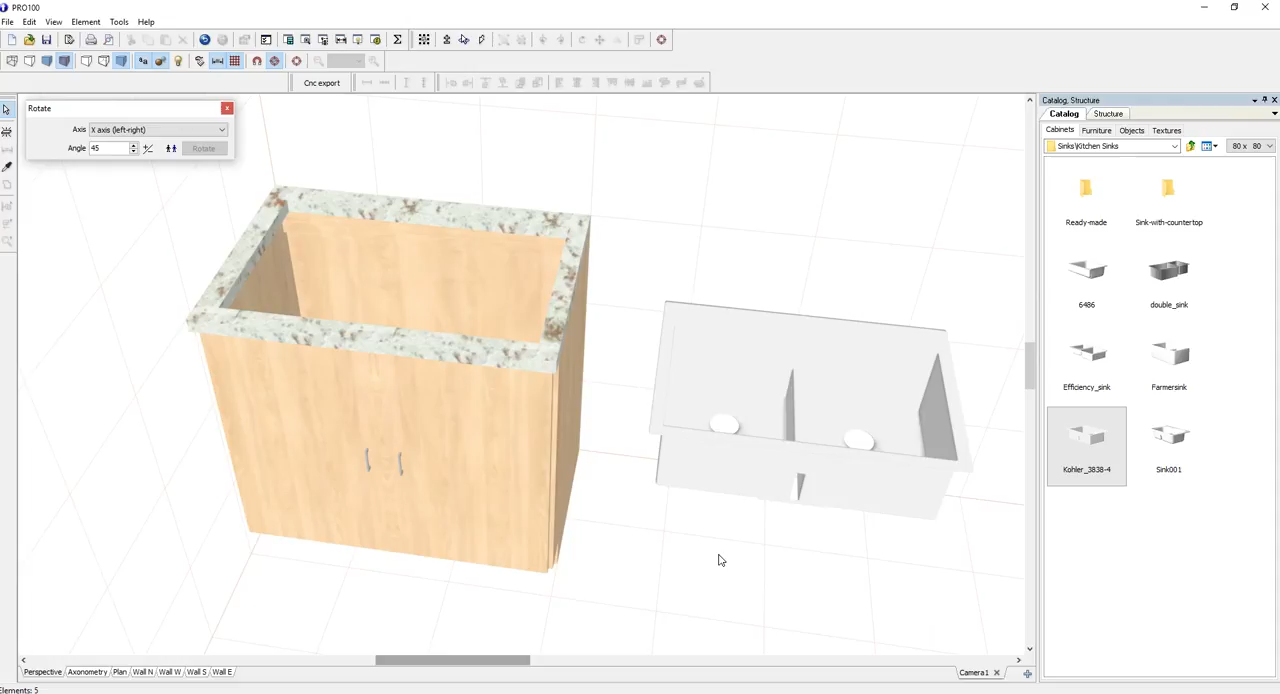 PRO100
File Edit View Element Tools Help
Cnc export
Rotate
Axis X axis (left-right)
Angle 45 Rotate
Catalog, Structure
Catalog Structure
Cabinets Furniture Objects Textures
Sinks\Kitchen Sinks 80 x 80
Ready-made Sink-with-countertop
6486 double_sink
Efficiency_sink Farmersink
Kohler_3838-4 Sink001
Perspective Axonometry Plan Wall N Wall W Wall S Wall E
Camera1
Elements: 5